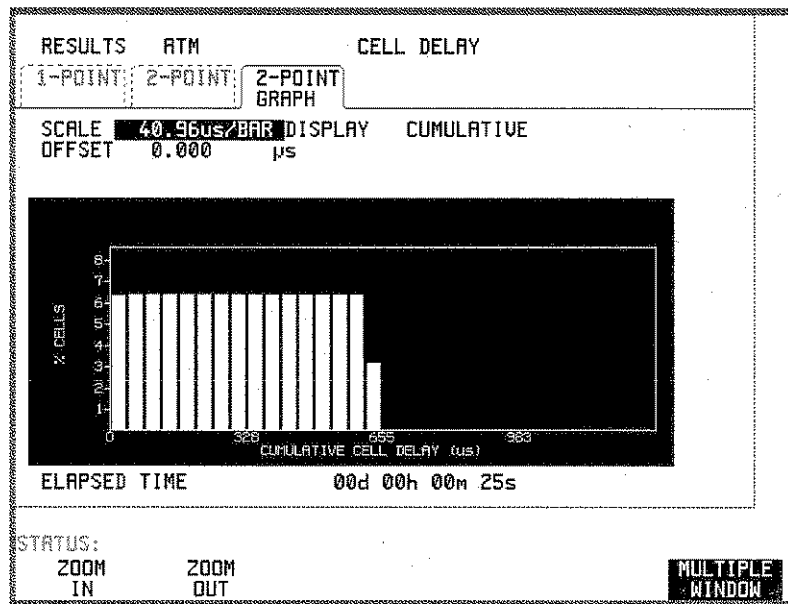 RESULTS ATM CELL DELAY
1-POINT 2-POINT 2-POINT
GRAPH
SCALE 40.96us/BAR DISPLAY CUMULATIVE
OFFSET 0.000 µs
8
7
6
5
4
3
2
1
% CELLS
0 328 655 983
CUMULATIVE CELL DELAY (us)
ELAPSED TIME 00d 00h 00m 25s
STATUS:
ZOOM ZOOM MULTIPLE
IN OUT WINDOW